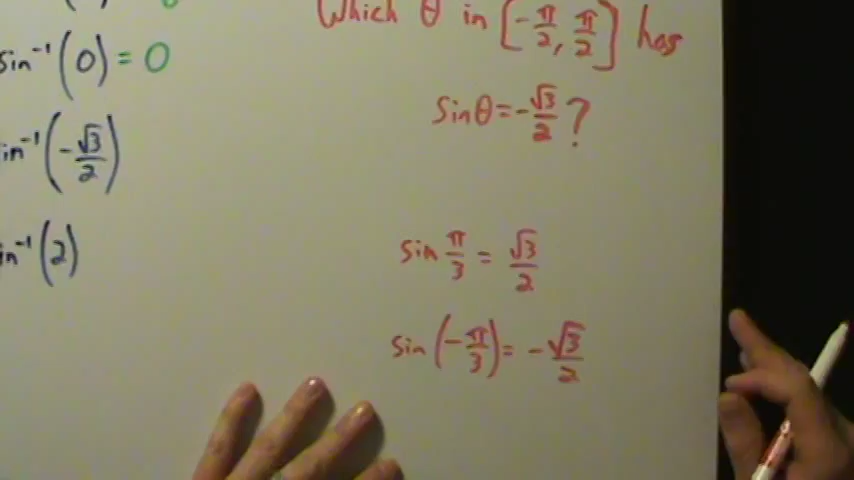 Which θ in [-π/2, π/2] has
sin⁻¹(0) = 0
sinθ = -√3/2 ?
in⁻¹(-√3/2)
sin π/3 = √3/2
in⁻¹(2)
sin(-π/3) = -√3/2